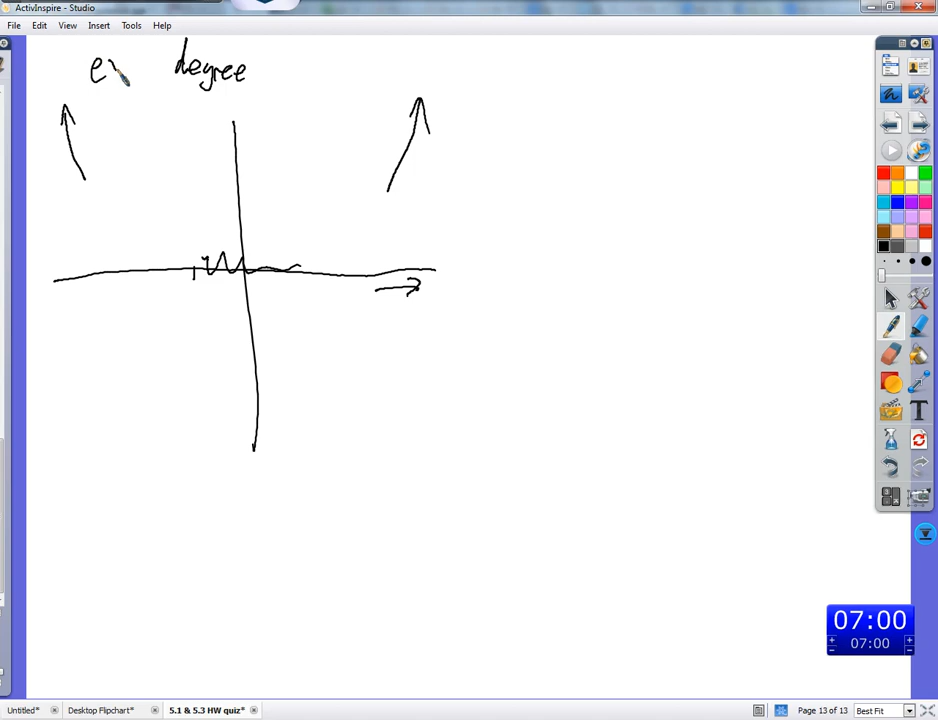 ActivInspire - Studio
File Edit View Insert Tools Help
ev degree
T
07:00
07:00
Untitled* Desktop Flipchart* 5.1 & 5.3 HW quiz* Page 13 of 13 Best Fit